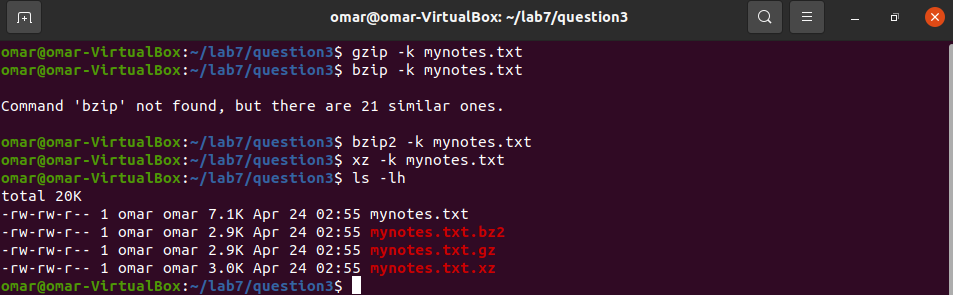 omar@omar-VirtualBox: ~/lab7/question3
omar@omar-VirtualBox:~/lab7/question3$ gzip -k mynotes.txt
omar@omar-VirtualBox:~/lab7/question3$ bzip -k mynotes.txt
Command 'bzip' not found, but there are 21 similar ones.
omar@omar-VirtualBox:~/lab7/question3$ bzip2 -k mynotes.txt
omar@omar-VirtualBox:~/lab7/question3$ xz -k mynotes.txt
omar@omar-VirtualBox:~/lab7/question3$ ls -lh
total 20K
-rw-rw-r-- 1 omar omar 7.1K Apr 24 02:55 mynotes.txt
-rw-rw-r-- 1 omar omar 2.9K Apr 24 02:55 mynotes.txt.bz2
-rw-rw-r-- 1 omar omar 2.9K Apr 24 02:55 mynotes.txt.gz
-rw-rw-r-- 1 omar omar 3.0K Apr 24 02:55 mynotes.txt.xz
omar@omar-VirtualBox:~/lab7/question3$